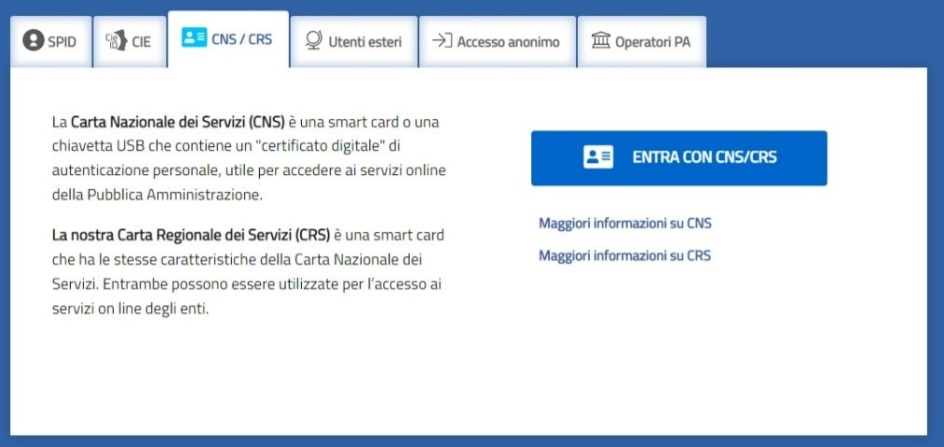 SPID
CIE
CNS / CRS
Utenti esteri
Accesso anonimo
Operatori PA
La Carta Nazionale dei Servizi (CNS) è una smart card o una
chiavetta USB che contiene un "certificato digitale" di
autenticazione personale, utile per accedere ai servizi online
della Pubblica Amministrazione.
La nostra Carta Regionale dei Servizi (CRS) è una smart card
che ha le stesse caratteristiche della Carta Nazionale dei
Servizi. Entrambe possono essere utilizzate per l'accesso ai
servizi on line degli enti.
ENTRA CON CNS/CRS
Maggiori informazioni su CNS
Maggiori informazioni su CRS